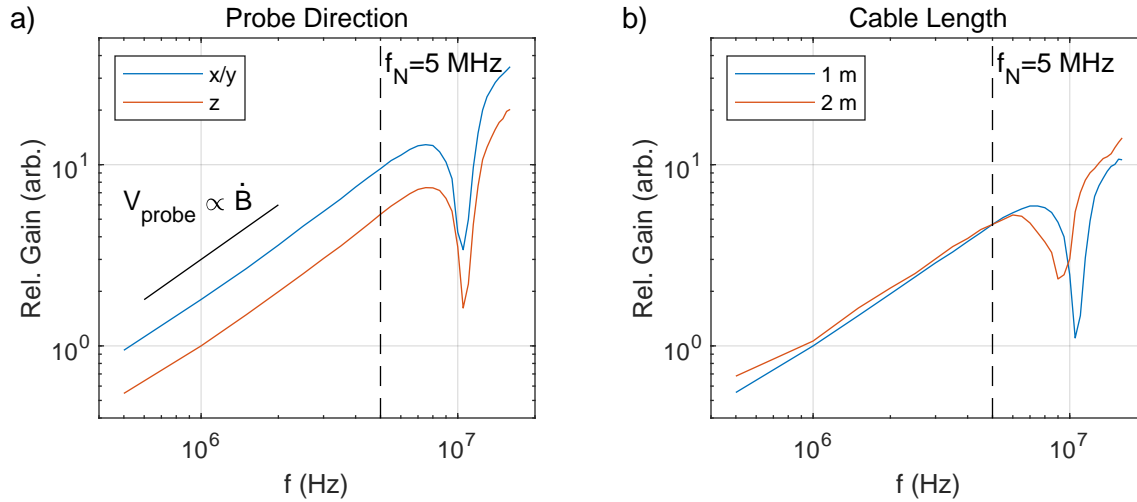 a)
Probe Direction
x/y
z
f_N=5 MHz
V_probe ∝ Ḃ
Rel. Gain (arb.)
10^1
10^0
10^6
10^7
f (Hz)
b)
Cable Length
1 m
2 m
f_N=5 MHz
Rel. Gain (arb.)
10^1
10^0
10^6
10^7
f (Hz)